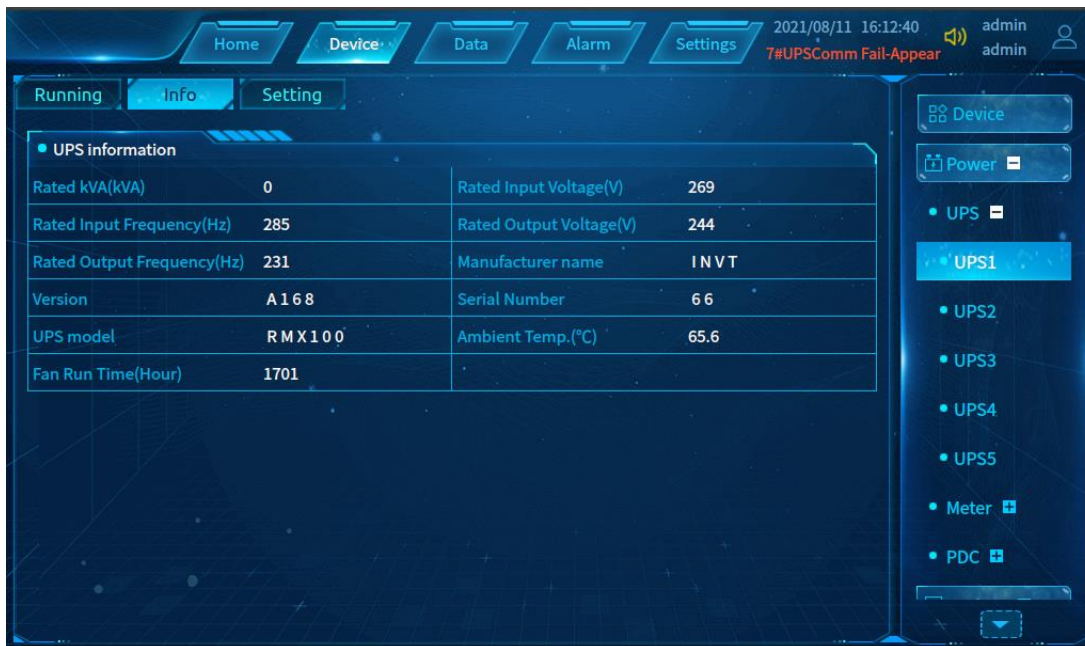 Home Device Data Alarm Settings 2021/08/11 16:12:40 admin
7#UPSComm Fail-Appear admin
Running Info Setting
UPS information
Rated kVA(kVA) 0 Rated Input Voltage(V) 269
Rated Input Frequency(Hz) 285 Rated Output Voltage(V) 244
Rated Output Frequency(Hz) 231 Manufacturer name INVT
Version A168 Serial Number 66
UPS model RMX100 Ambient Temp.(°C) 65.6
Fan Run Time(Hour) 1701
Device
Power
UPS
UPS1
UPS2
UPS3
UPS4
UPS5
Meter
PDC